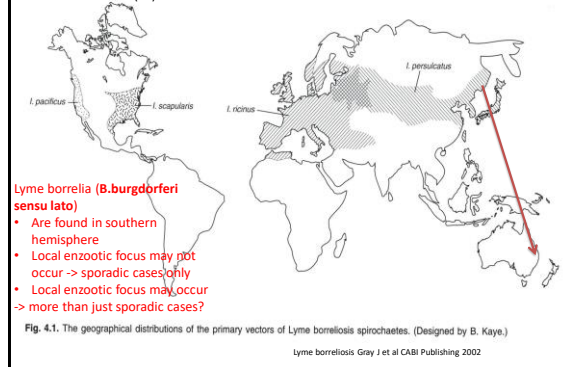 I. persulcatus
I. pacificus
I. scapularis
I. ricinus
Lyme borrelia (B.burgdorferi
sensu lato)
• Are found in southern
hemisphere
• Local enzootic focus may not
occur -> sporadic cases only
• Local enzootic focus may occur
-> more than just sporadic cases?
Fig. 4.1. The geographical distributions of the primary vectors of Lyme borreliosis spirochaetes. (Designed by B. Kaye.)
Lyme borreliosis Gray J et al CABI Publishing 2002